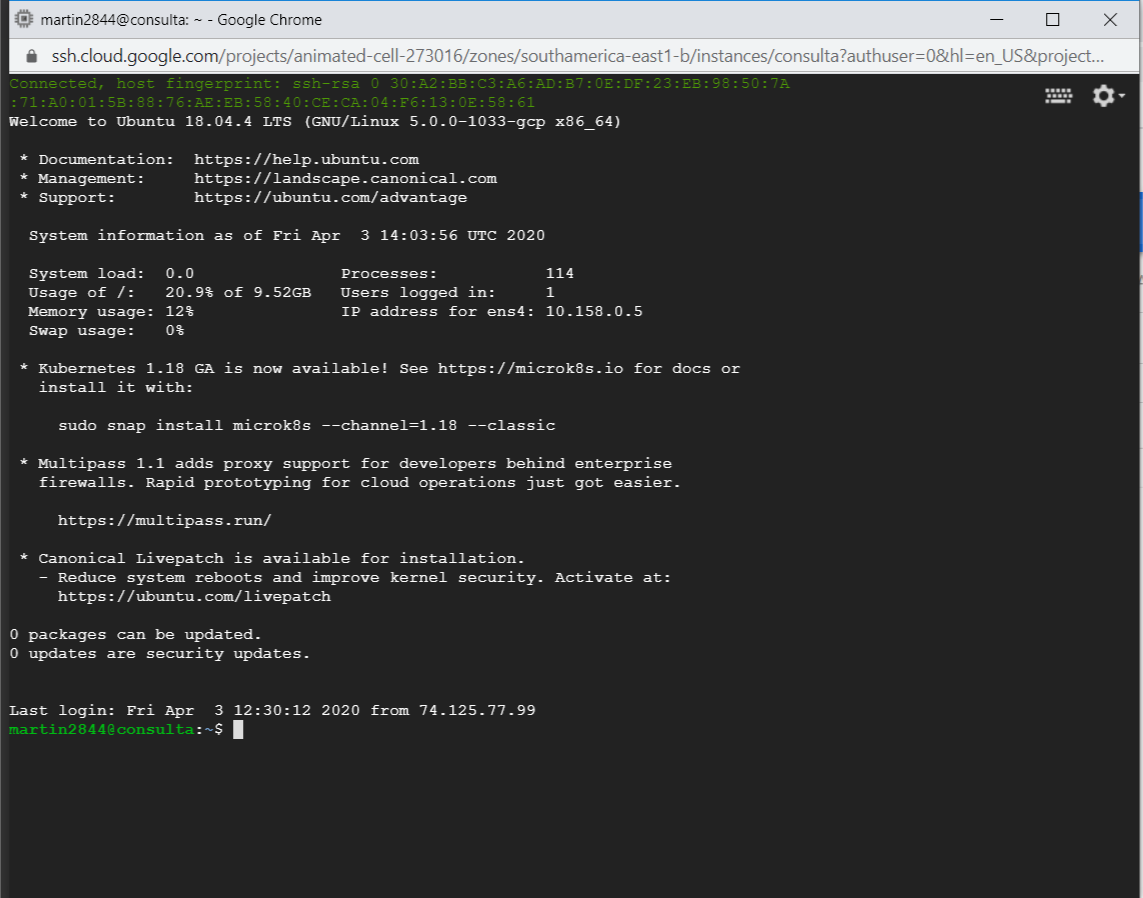 martin2844@consulta: ~ - Google Chrome
ssh.cloud.google.com/projects/animated-cell-273016/zones/southamerica-east1-b/instances/consulta?authuser=0&hl=en_US&project...
Connected, host fingerprint: ssh-rsa 0 30:A2:BB:C3:A6:AD:B7:0E:DF:23:EB:98:50:7A
:71:A0:01:5B:88:76:AE:EB:58:40:CE:CA:04:F6:13:0E:58:61
Welcome to Ubuntu 18.04.4 LTS (GNU/Linux 5.0.0-1033-gcp x86_64)
* Documentation:  https://help.ubuntu.com
* Management:     https://landscape.canonical.com
* Support:        https://ubuntu.com/advantage
System information as of Fri Apr  3 14:03:56 UTC 2020
System load:  0.0               Processes:           114
Usage of /:   20.9% of 9.52GB   Users logged in:     1
Memory usage: 12%               IP address for ens4: 10.158.0.5
Swap usage:   0%
* Kubernetes 1.18 GA is now available! See https://microk8s.io for docs or
install it with:
sudo snap install microk8s --channel=1.18 --classic
* Multipass 1.1 adds proxy support for developers behind enterprise
firewalls. Rapid prototyping for cloud operations just got easier.
https://multipass.run/
* Canonical Livepatch is available for installation.
- Reduce system reboots and improve kernel security. Activate at:
https://ubuntu.com/livepatch
0 packages can be updated.
0 updates are security updates.
Last login: Fri Apr  3 12:30:12 2020 from 74.125.77.99
martin2844@consulta:~$